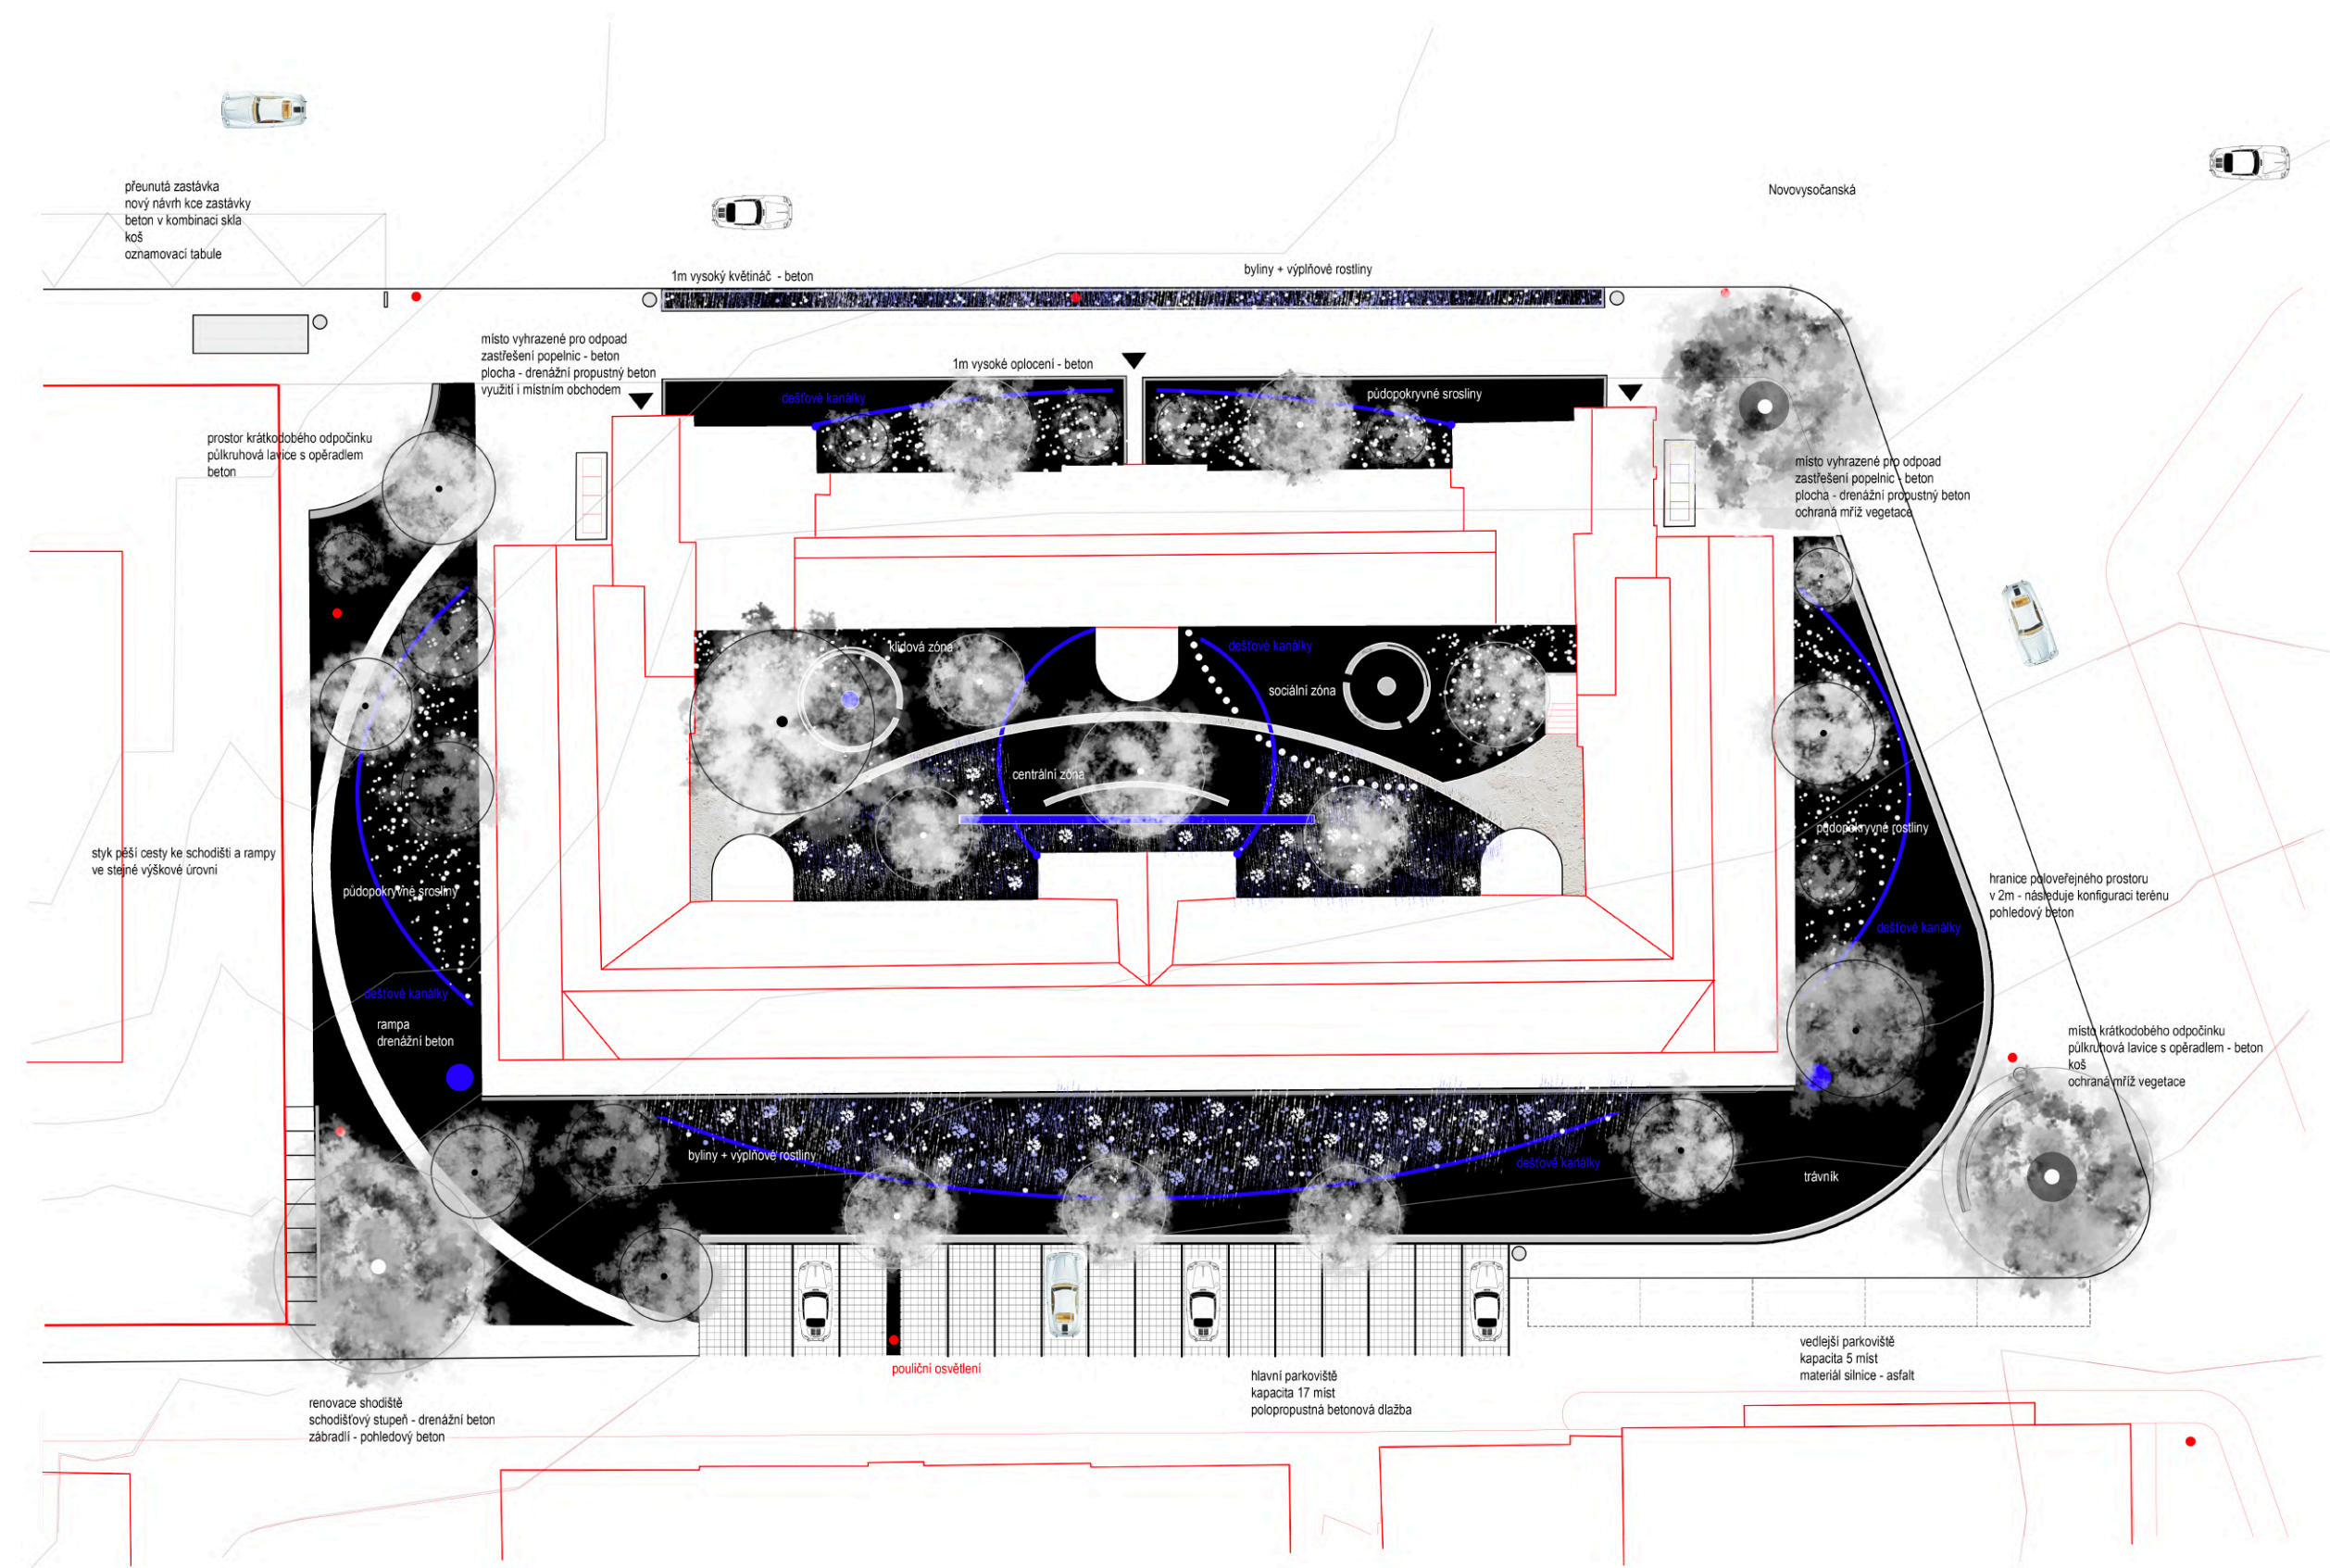 přeunutá zastávka
nový návrh kce zastávky
beton v kombinaci skla
koš
oznamovací tabule
Novovysočanská
1m vysoký květináč - beton
byliny + výplňové rostliny
místo vyhrazené pro odpoad
zastřešení popelnic - beton
plocha - drenážní propustný beton
využití i místním obchodem
1m vysoké oplocení - beton
dešťové kanálky
půdopokryvné srosliny
prostor krátkodobého odpočinku
půlkruhová lavice s opěradlem
beton
místo vyhrazené pro odpoad
zastřešení popelnic - beton
plocha - drenážní propustný beton
ochraná mříž vegetace
klidová zóna
dešťové kanálky
sociální zóna
centrální zóna
styk pěší cesty ke schodišti a rampy
ve stejné výškové úrovni
půdopokryvné srosliny
půdopokryvné rostliny
hranice poloveřejného prostoru
v 2m - následuje konfiguraci terénu
pohledový beton
dešťové kanálky
dešťové kanálky
rampa
drenážní beton
místo krátkodobého odpočinku
půlkruhová lavice s opěradlem - beton
koš
ochraná mříž vegetace
byliny + výplňové rostliny
dešťové kanálky
trávník
pouliční osvětlení
hlavní parkoviště
kapacita 17 míst
polopropustná betonová dlažba
vedlejší parkoviště
kapacita 5 míst
materiál silnice - asfalt
renovace shodiště
schodišťový stupeň - drenážní beton
zábradlí - pohledový beton